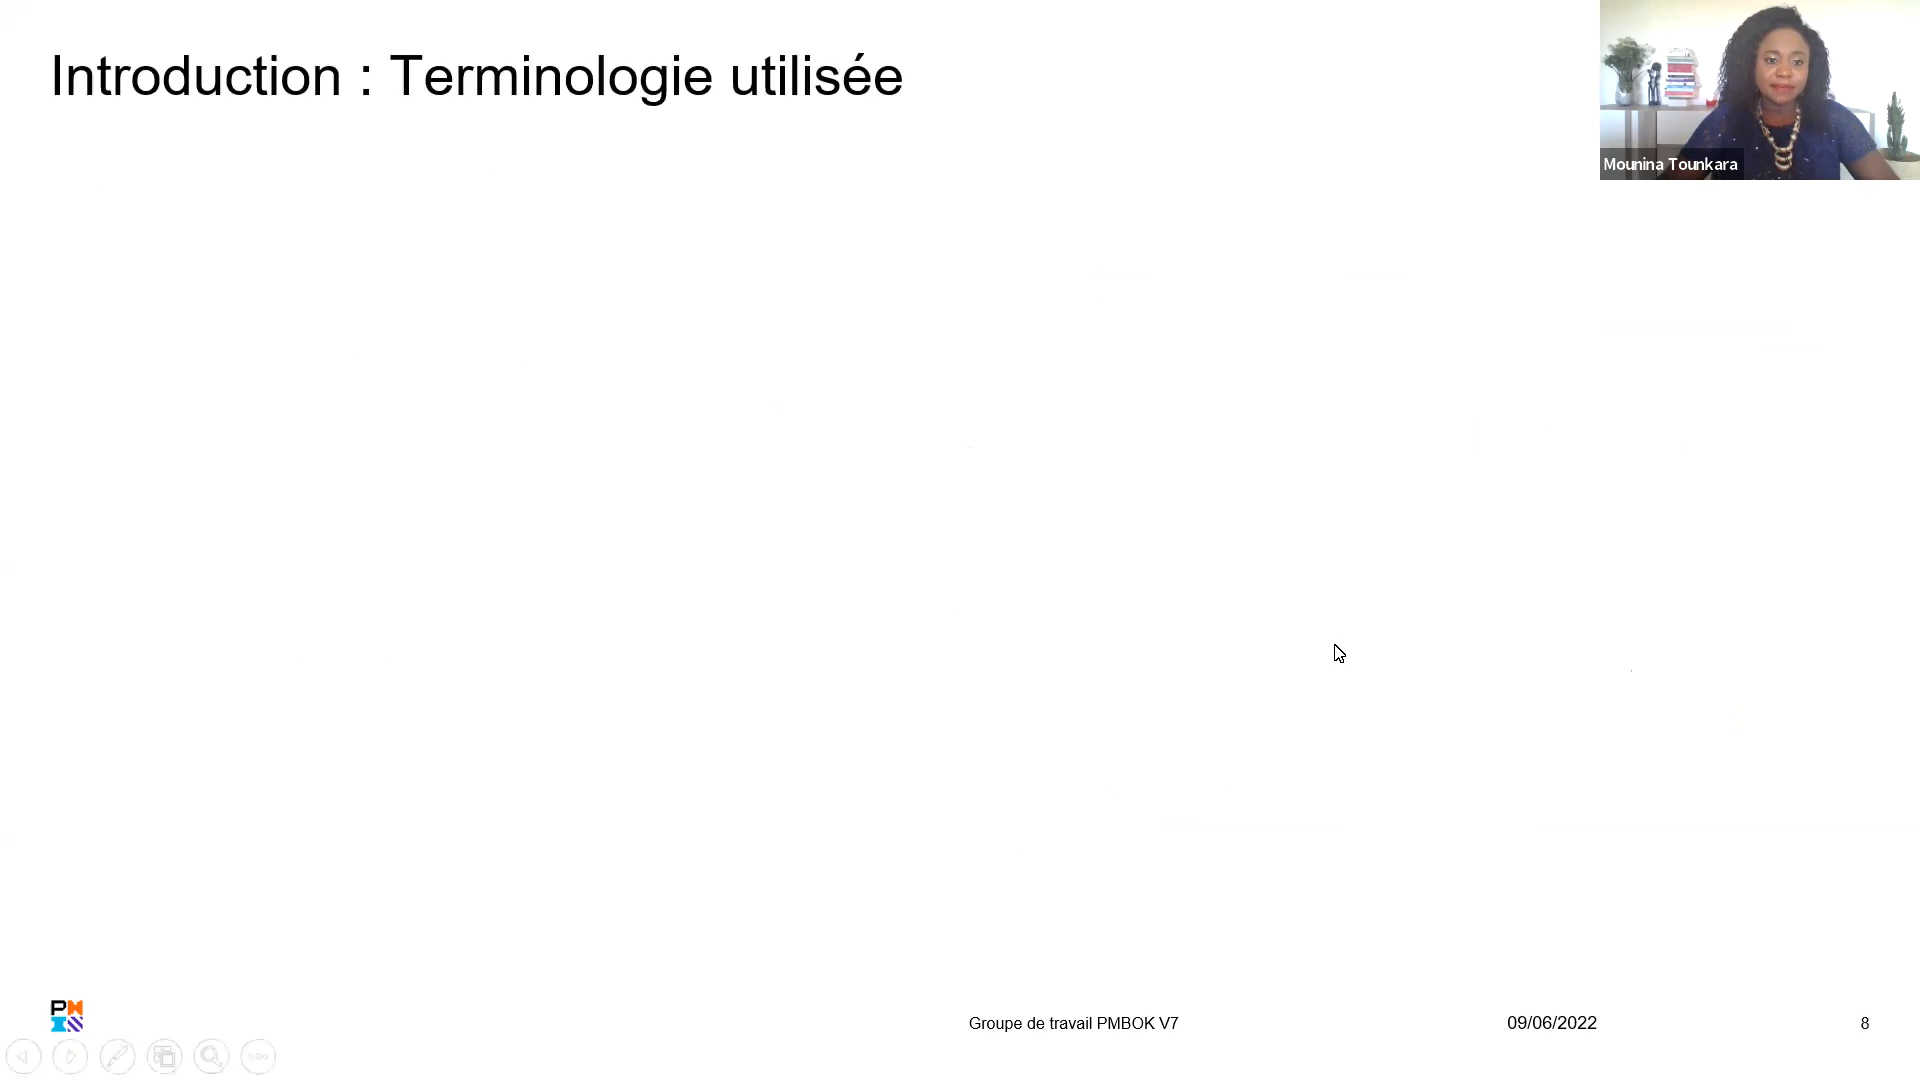 Introduction : Terminologie utilisée
Mounina Tounkara
Groupe de travail PMBOK V7
09/06/2022
8